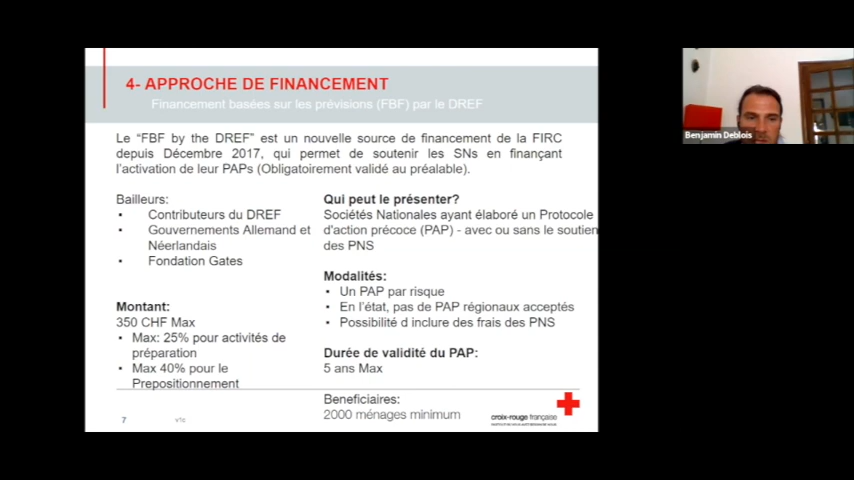 4- APPROCHE DE FINANCEMENT
Financement basées sur les prévisions (FBF) par le DREF
Le “FBF by the DREF” est un nouvelle source de financement de la FIRC
depuis Décembre 2017, qui permet de soutenir les SNs en finançant
l’activation de leur PAPs (Obligatoirement validé au préalable).
Bailleurs:
• Contributeurs du DREF
• Gouvernements Allemand et
Néerlandais
• Fondation Gates
Montant:
350 CHF Max
• Max: 25% pour activités de
préparation
• Max 40% pour le
Prepositionnement
Qui peut le présenter?
Sociétés Nationales ayant élaboré un Protocole
d'action précoce (PAP) - avec ou sans le soutien
des PNS
Modalités:
• Un PAP par risque
• En l’état, pas de PAP régionaux acceptés
• Possibilité d inclure des frais des PNS
Durée de validité du PAP:
5 ans Max
Beneficiaires:
2000 ménages minimum
7
v1c
croix-rouge française
Benjamin Deblois